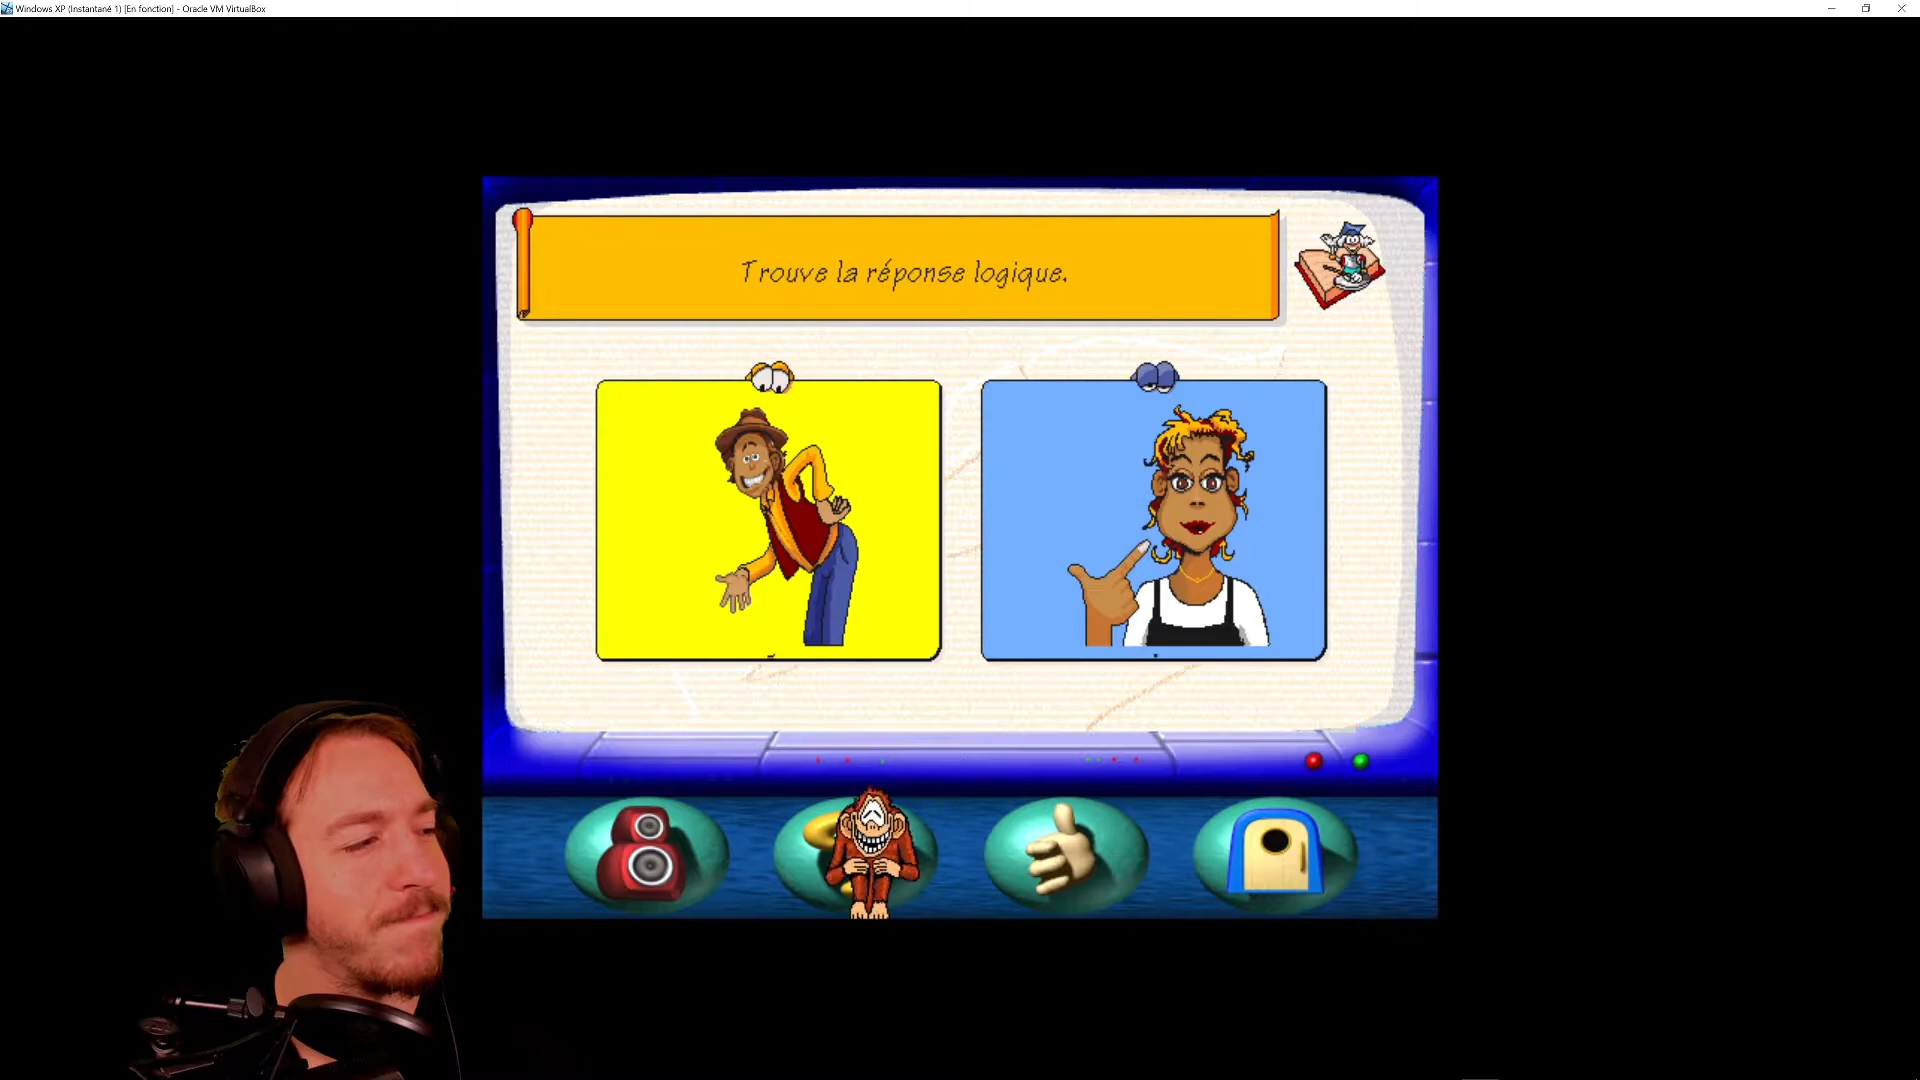 Windows XP (Instantané 1) [En fonction] - Oracle VM VirtualBox
Trouve la réponse logique.